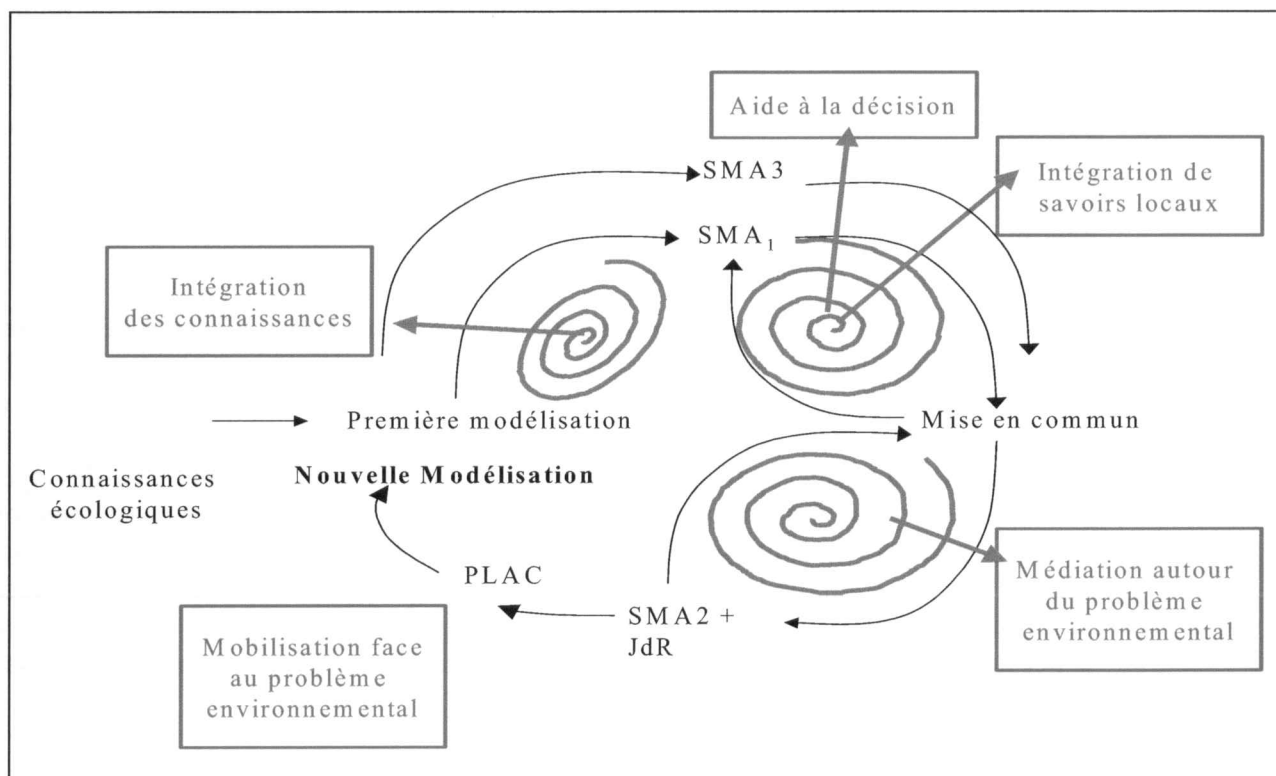 Aide à la décision
SMA3
Intégration de
savoirs locaux
SMA₁
Intégration
des connaissances
Première modélisation
Mise en commun
Nouvelle Modélisation
Connaissances
écologiques
PLAC
SMA2 +
JdR
Médiation autour
du problème
environnemental
Mobilisation face
au problème
environnemental